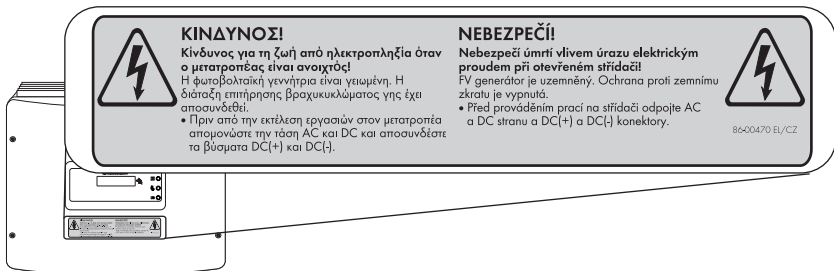 ΚΙΝΔΥΝΟΣ!
Κίνδυνος για τη ζωή από ηλεκτροπληξία όταν
ο μετατροπέας είναι ανοιχτός!
Η φωτοβολταϊκή γεννήτρια είναι γειωμένη. Η
διάταξη επιτήρησης βραχυκυκλώματος γης έχει
αποσυνδεθεί.
• Πριν από την εκτέλεση εργασιών στον μετατροπέα
απομονώστε την τάση AC και DC και αποσυνδέστε
τα βύσματα DC(+) και DC(-).
NEBEZPEČÍ!
Nebezpečí úmrtí vlivem úrazu elektrickým
proudem při otevřeném střídači!
FV generátor je uzemněný. Ochrana proti zemnímu
zkratu je vypnutá.
• Před prováděním prací na střídači odpojte AC
a DC stranu a DC(+) a DC(-) konektory.
86-00470 EL/CZ